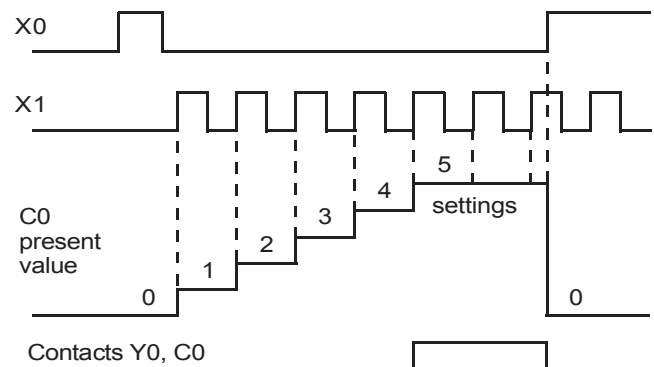 X0
X1
5
4
settings
3
C0
present
value
2
1
0
0
Contacts Y0, C0